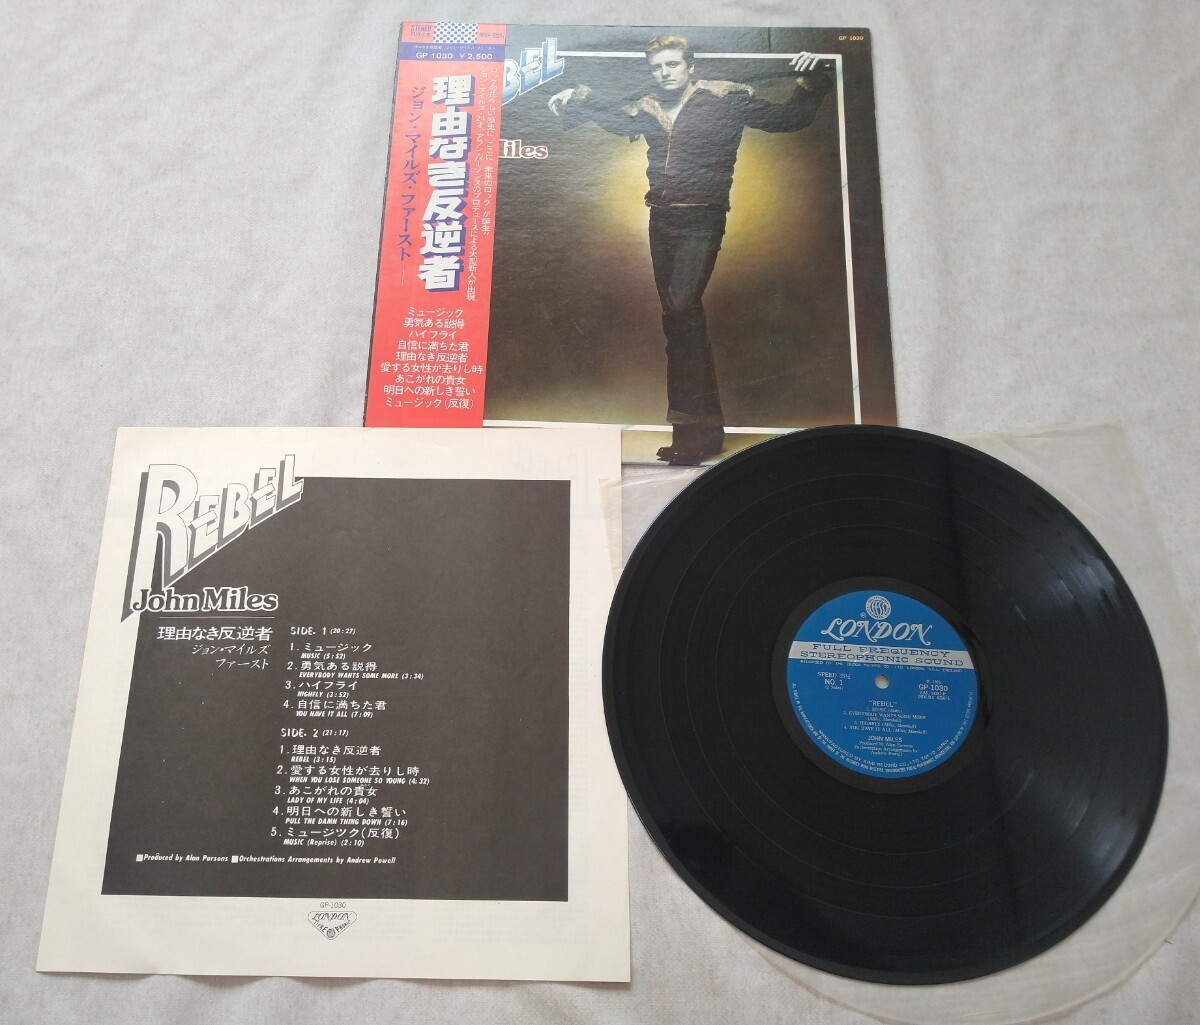 STEREO
GP 1030 ¥2,500
理由なき反逆者
ジョン・マイルズ・ファースト
ミュージック
勇気ある説得
ハイフライ
自信に満ちた君
理由なき反逆者
愛する女性が去りし時
あこがれの貴女
明日への新しき誓い
ミュージック(反復)
GP 1030
REBEL
John Miles
理由なき反逆者
ジョン・マイルズ
ファースト
SIDE. 1 (20:27)
1. ミュージック
MUSIC (5:52)
2. 勇気ある説得
EVERYBODY WANTS SOME MORE (3:34)
3. ハイフライ
HIGHFLY (3:52)
4. 自信に満ちた君
YOU HAVE IT ALL (7:09)
SIDE. 2 (21:17)
1. 理由なき反逆者
REBEL (3:15)
2. 愛する女性が去りし時
WHEN YOU LOSE SOMEONE SO YOUNG (4:32)
3. あこがれの貴女
LADY OF MY LIFE (4:04)
4. 明日への新しき誓い
PULL THE DAMN THING DOWN (7:16)
5. ミュージック(反復)
MUSIC (Reprise) (2:10)
■Produced by Alan Parsons ■Orchestrations Arrangements by Andrew Powell
GP-1030
LONDON
LONDON
FULL FREQUENCY
STEREOPHONIC SOUND
SPEED 33⅓
NO. 1
GP-1030
"REBEL"
JOHN MILES
Produced by Alan Parsons
Andrew Powell